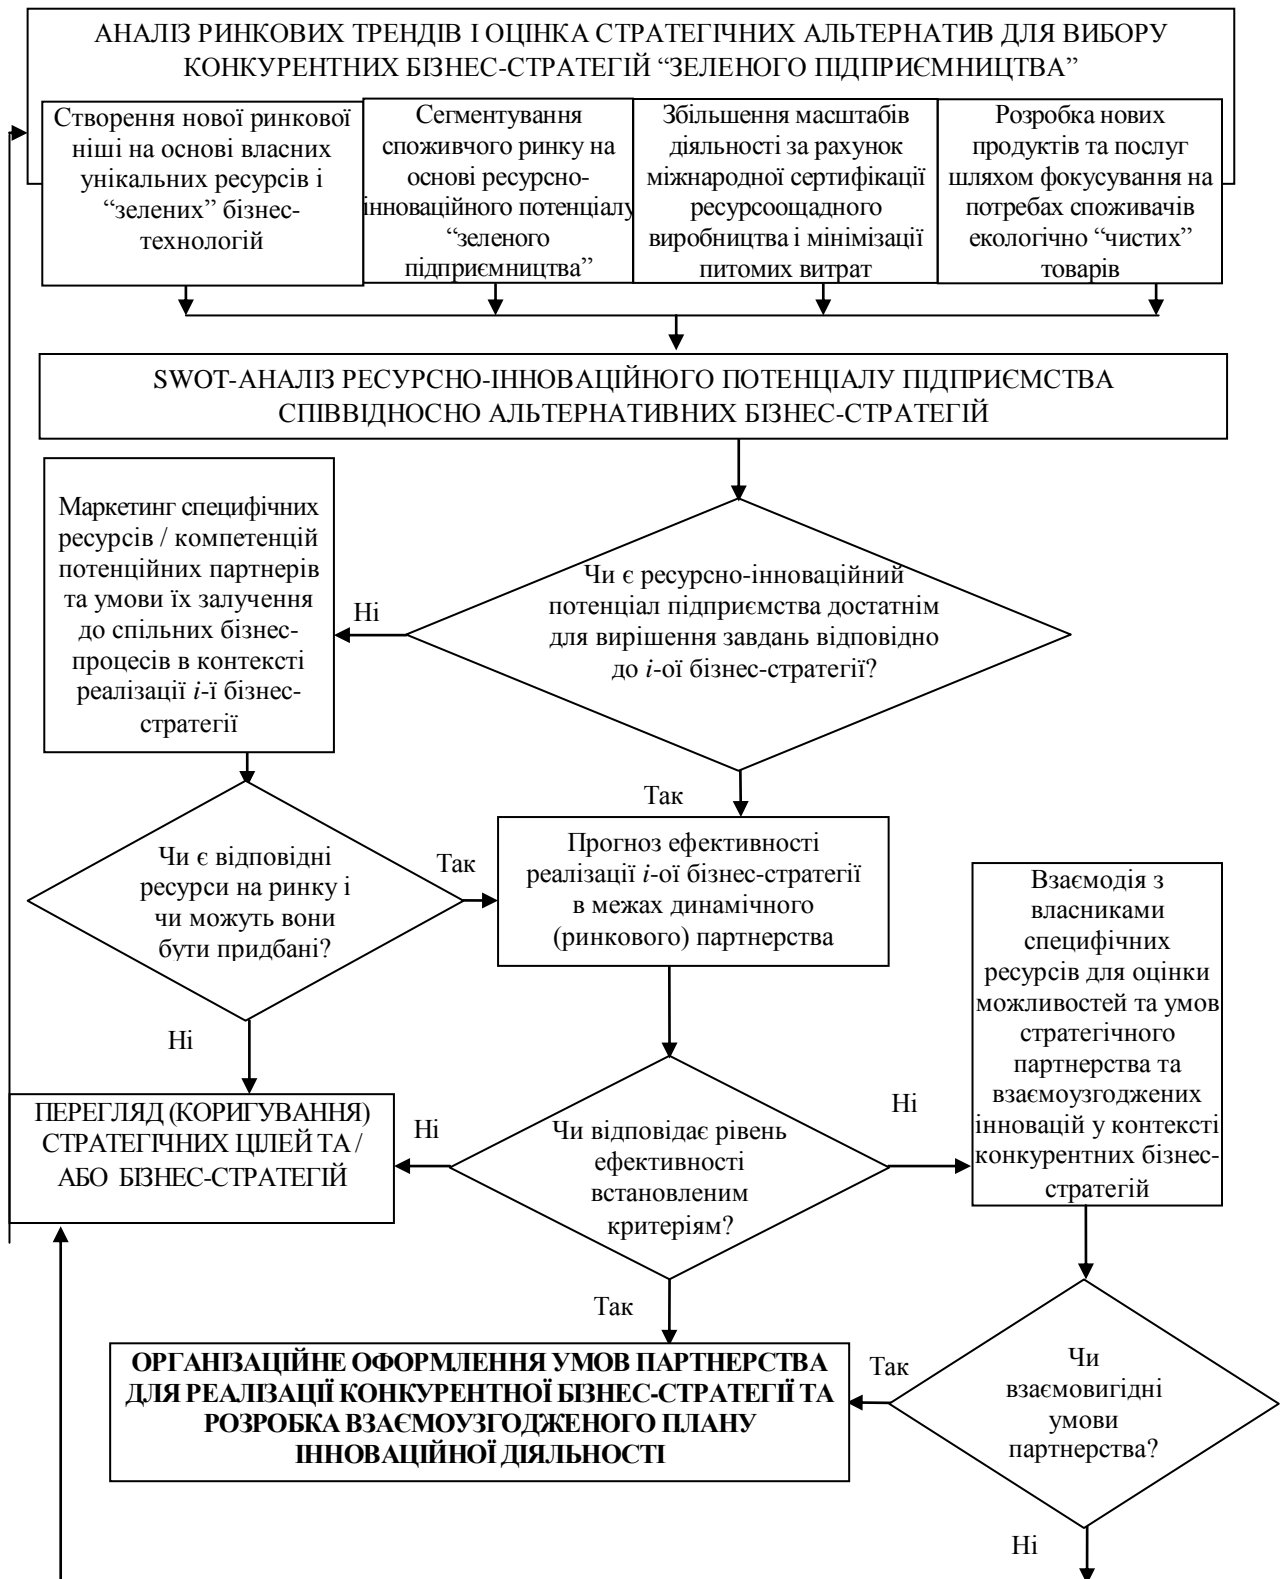 АНАЛІЗ РИНКОВИХ ТРЕНДІВ І ОЦІНКА СТРАТЕГІЧНИХ АЛЬТЕРНАТИВ ДЛЯ ВИБОРУ
КОНКУРЕНТНИХ БІЗНЕС-СТРАТЕГІЙ “ЗЕЛЕНОГО ПІДПРИЄМНИЦТВА”
Створення нової ринкової
ніші на основі власних
унікальних ресурсів і
“зелених” бізнес-
технологій
Сегментування
споживчого ринку на
основі ресурсно-
інноваційного потенціалу
“зеленого
підприємництва”
Збільшення масштабів
діяльності за рахунок
міжнародної сертифікації
ресурсоощадного
виробництва і мінімізації
питомих витрат
Розробка нових
продуктів та послуг
шляхом фокусування на
потребах споживачів
екологічно “чистих”
товарів
SWOT-АНАЛІЗ РЕСУРСНО-ІННОВАЦІЙНОГО ПОТЕНЦІАЛУ ПІДПРИЄМСТВА
СПІВВІДНОСНО АЛЬТЕРНАТИВНИХ БІЗНЕС-СТРАТЕГІЙ
Маркетинг специфічних
ресурсів / компетенцій
потенційних партнерів
та умови їх залучення
до спільних бізнес-
процесів в контексті
реалізації і-ї бізнес-
стратегії
Ні
Чи є ресурсно-інноваційний
потенціал підприємства достатнім
для вирішення завдань відповідно
до і-ої бізнес-стратегії?
Так
Чи є відповідні
ресурси на ринку і
чи можуть вони
бути придбані?
Так
Прогноз ефективності
реалізації і-ої бізнес-стратегії
в межах динамічного
(ринкового) партнерства
Взаємодія з
власниками
специфічних
ресурсів для оцінки
можливостей та умов
стратегічного
партнерства та
взаємоузгоджених
інновацій у контексті
конкурентних бізнес-
стратегій
Ні
ПЕРЕГЛЯД (КОРИГУВАННЯ)
СТРАТЕГІЧНИХ ЦІЛЕЙ ТА /
АБО БІЗНЕС-СТРАТЕГІЙ
Ні
Чи відповідає рівень
ефективності
встановленим
критеріям?
Ні
Так
ОРГАНІЗАЦІЙНЕ ОФОРМЛЕННЯ УМОВ ПАРТНЕРСТВА
ДЛЯ РЕАЛІЗАЦІЇ КОНКУРЕНТНОЇ БІЗНЕС-СТРАТЕГІЇ ТА
РОЗРОБКА ВЗАЄМОУЗГОДЖЕНОГО ПЛАНУ
ІННОВАЦІЙНОЇ ДІЯЛЬНОСТІ
Так
Чи
взаємовигідні
умови
партнерства?
Ні